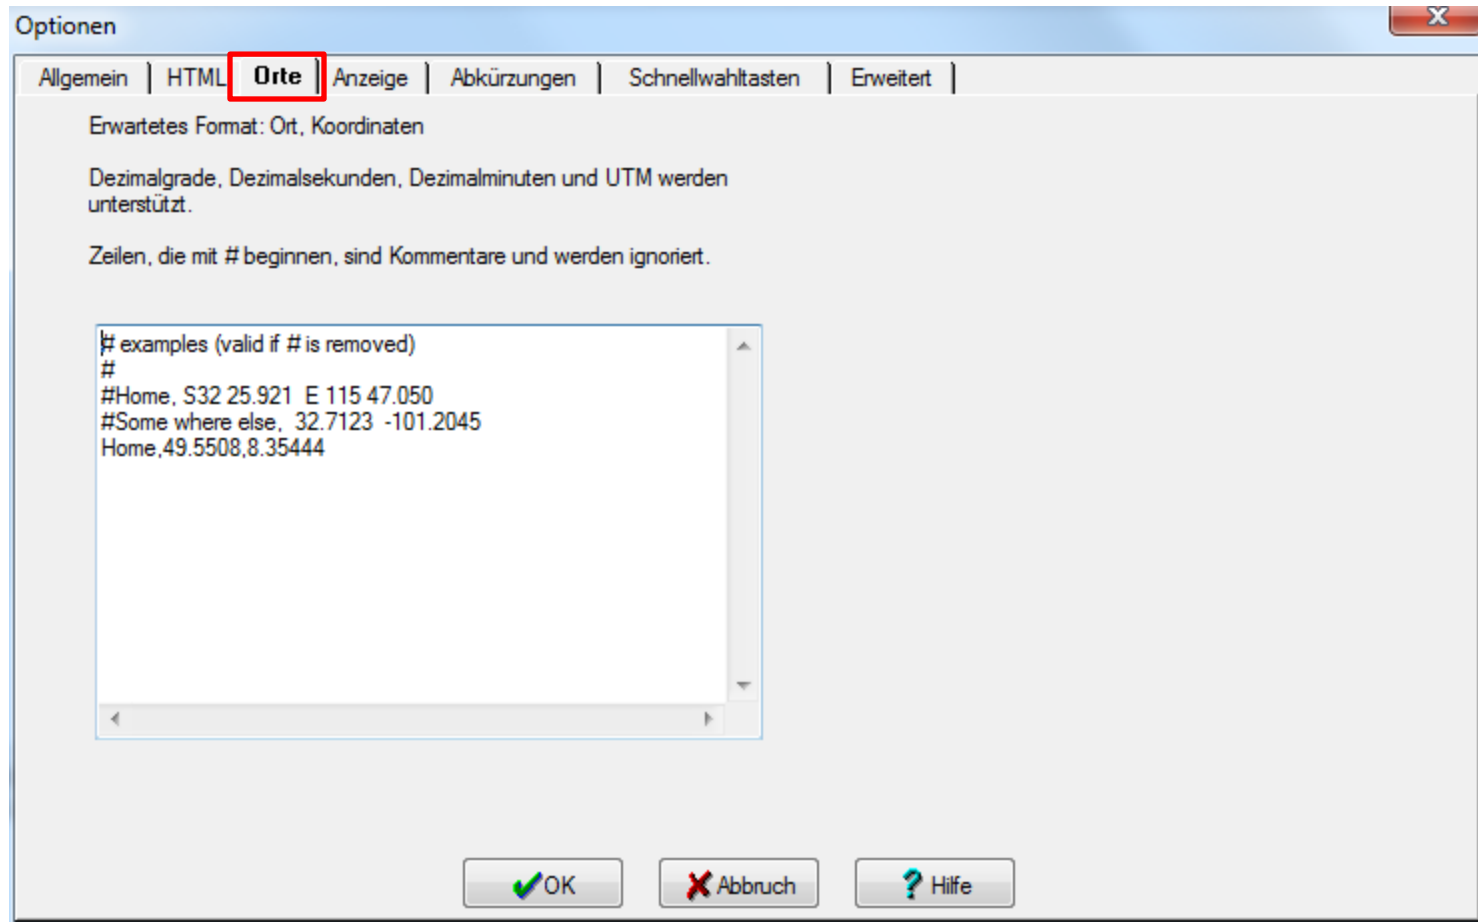 Optionen
Allgemein HTML Orte Anzeige Abkürzungen Schnellwahltasten Erweitert
Erwartetes Format: Ort, Koordinaten
Dezimalgrade, Dezimalsekunden, Dezimalminuten und UTM werden
unterstützt.
Zeilen, die mit # beginnen, sind Kommentare und werden ignoriert.
# examples (valid if # is removed)
#
#Home, S32 25.921  E 115 47.050
#Some where else,  32.7123  -101.2045
Home,49.5508,8.35444
OK Abbruch ? Hilfe